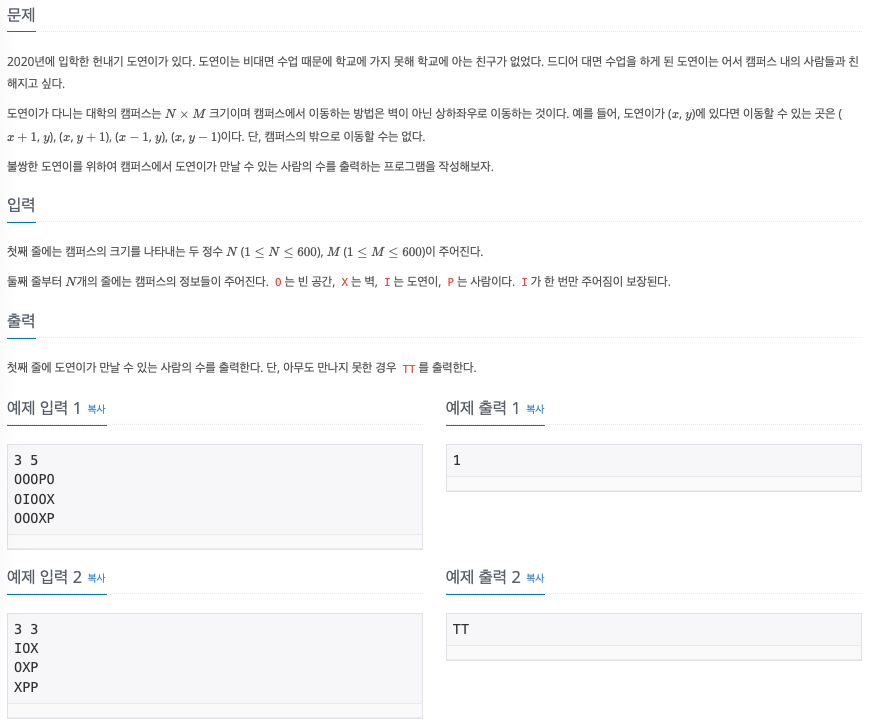 문제
2020년에 입학한 헌내기 도연이가 있다. 도연이는 비대면 수업 때문에 학교에 가지 못해 학교에 아는 친구가 없었다. 드디어 대면 수업을 하게 된 도연이는 어서 캠퍼스 내의 사람들과 친
해지고 싶다.
도연이가 다니는 대학의 캠퍼스는 N × M 크기이며 캠퍼스에서 이동하는 방법은 벽이 아닌 상하좌우로 이동하는 것이다. 예를 들어, 도연이가 (x, y)에 있다면 이동할 수 있는 곳은 (
x + 1, y), (x, y + 1), (x − 1, y), (x, y − 1)이다. 단, 캠퍼스의 밖으로 이동할 수는 없다.
불쌍한 도연이를 위하여 캠퍼스에서 도연이가 만날 수 있는 사람의 수를 출력하는 프로그램을 작성해보자.
입력
첫째 줄에는 캠퍼스의 크기를 나타내는 두 정수 N (1 ≤ N ≤ 600), M (1 ≤ M ≤ 600)이 주어진다.
둘째 줄부터 N개의 줄에는 캠퍼스의 정보들이 주어진다. O 는 빈 공간, X 는 벽, I 는 도연이, P 는 사람이다. I 가 한 번만 주어짐이 보장된다.
출력
첫째 줄에 도연이가 만날 수 있는 사람의 수를 출력한다. 단, 아무도 만나지 못한 경우 TT 를 출력한다.
예제 입력 1 복사
3 5
OOOPO
OIOOX
OOOXP
예제 출력 1 복사
1
예제 입력 2 복사
3 3
IOX
OXP
XPP
예제 출력 2 복사
TT